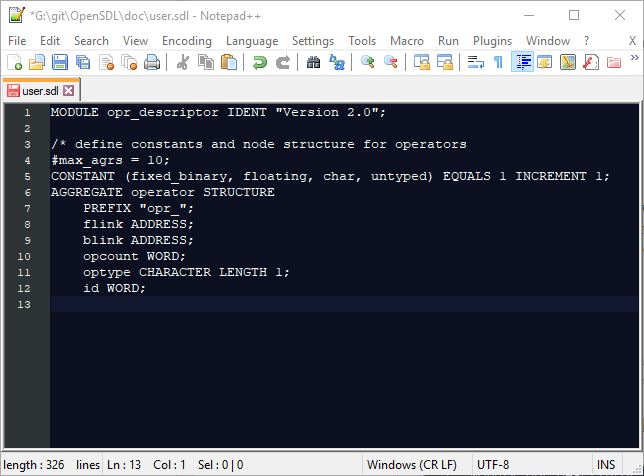 *G:\git\OpenSDL\doc\user.sdl - Notepad++
File Edit Search View Encoding Language Settings Tools Macro Run Plugins Window ? X
user.sdl
1 MODULE opr_descriptor IDENT "Version 2.0";
2
3 /* define constants and node structure for operators
4 #max_agrs = 10;
5 CONSTANT (fixed_binary, floating, char, untyped) EQUALS 1 INCREMENT 1;
6 AGGREGATE operator STRUCTURE
7 PREFIX "opr_";
8 flink ADDRESS;
9 blink ADDRESS;
10 opcount WORD;
11 optype CHARACTER LENGTH 1;
12 id WORD;
13
length : 326 lines Ln : 13 Col : 1 Sel : 0 | 0 Windows (CR LF) UTF-8 INS